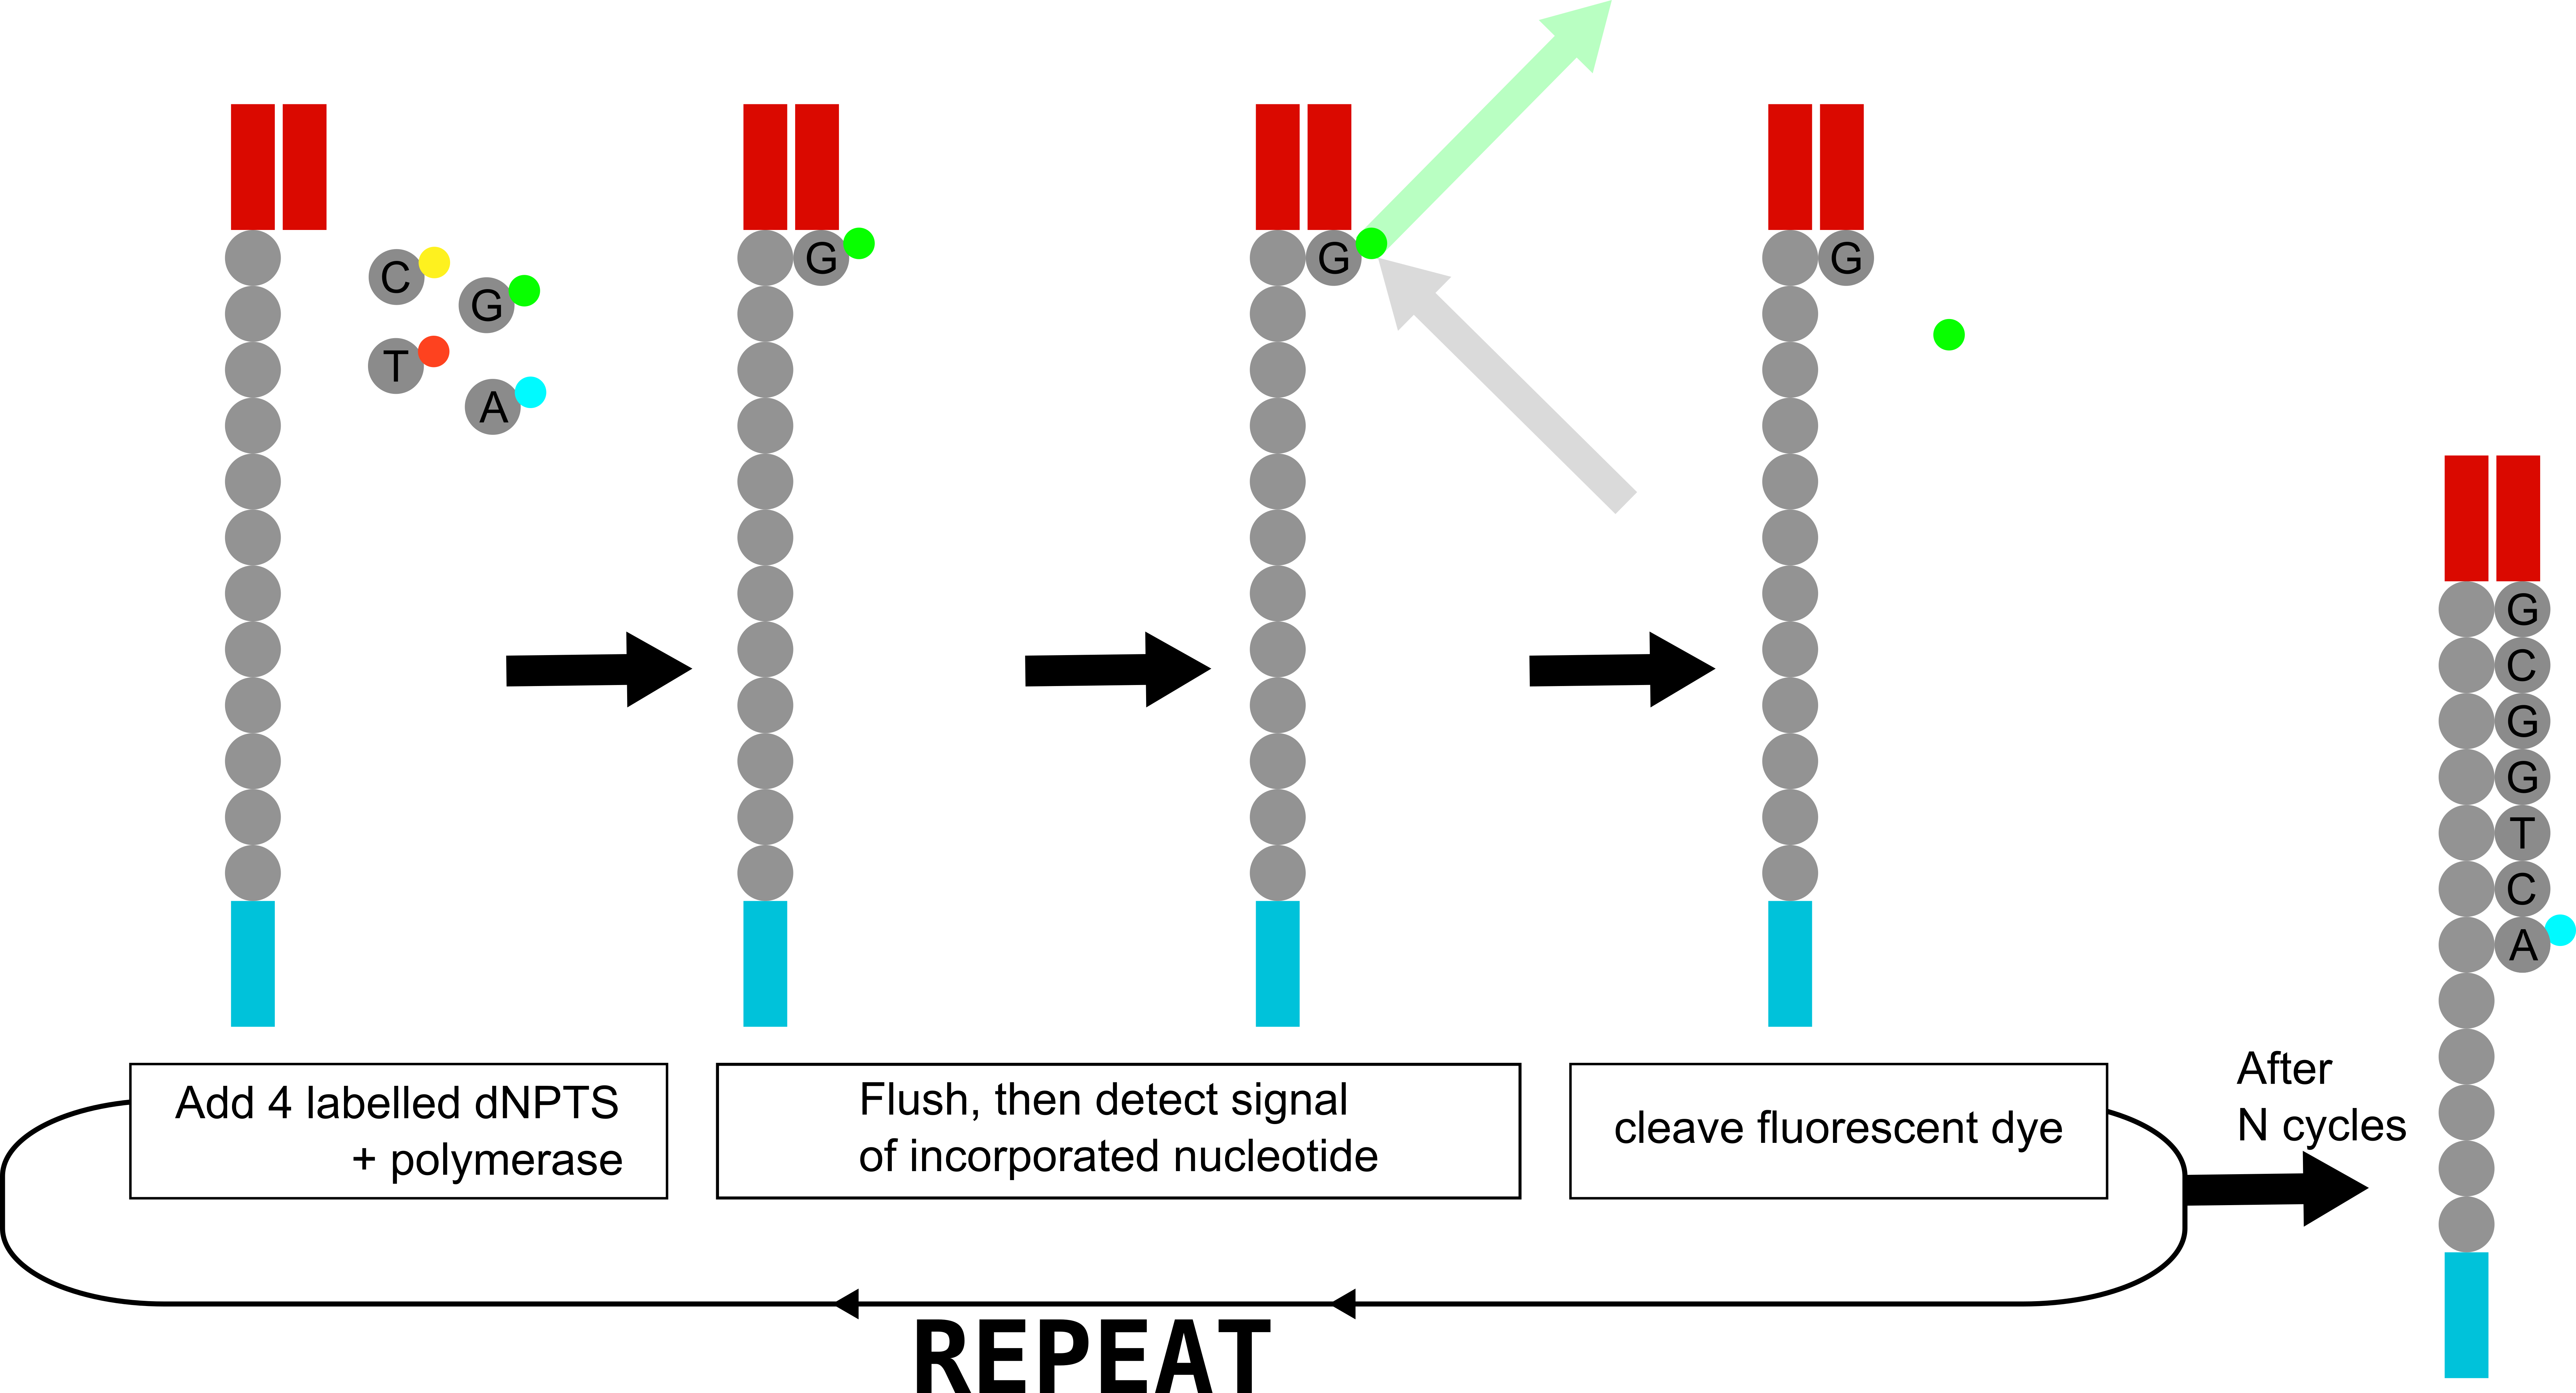 C
G
T
A
G
G
G
G
C
G
G
T
C
A
Add 4 labelled dNPTS
+ polymerase
Flush, then detect signal
of incorporated nucleotide
cleave fluorescent dye
After
N cycles
REPEAT